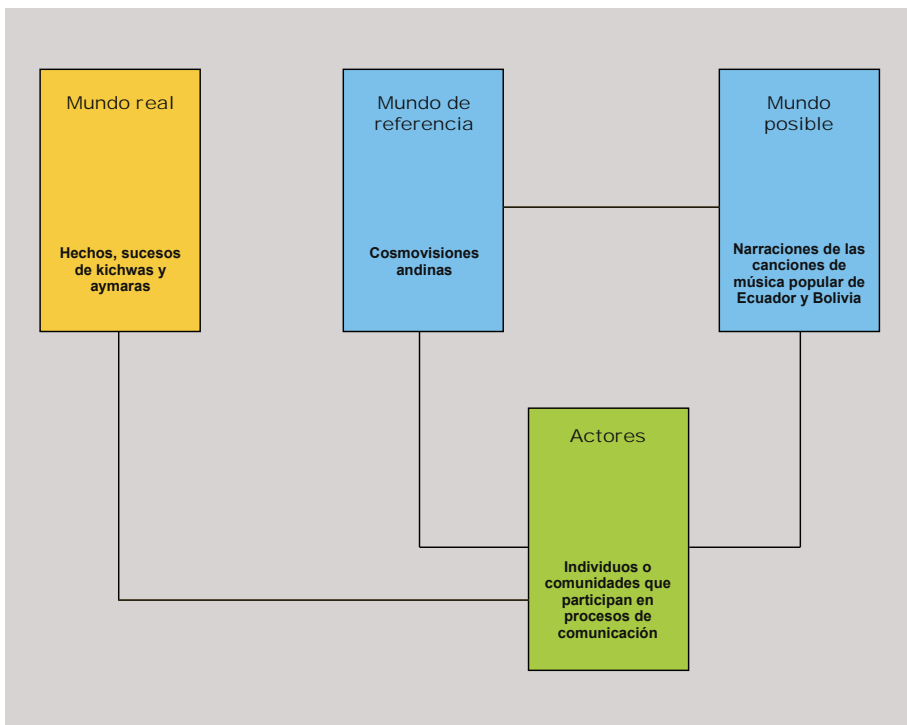 Mundo real
Hechos, sucesos
de kichwas y
aymaras
Mundo de
referencia
Cosmovisiones
andinas
Mundo
posible
Narraciones de las
canciones de
música popular de
Ecuador y Bolivia
Actores
Individuos o
comunidades que
participan en
procesos de
comunicación